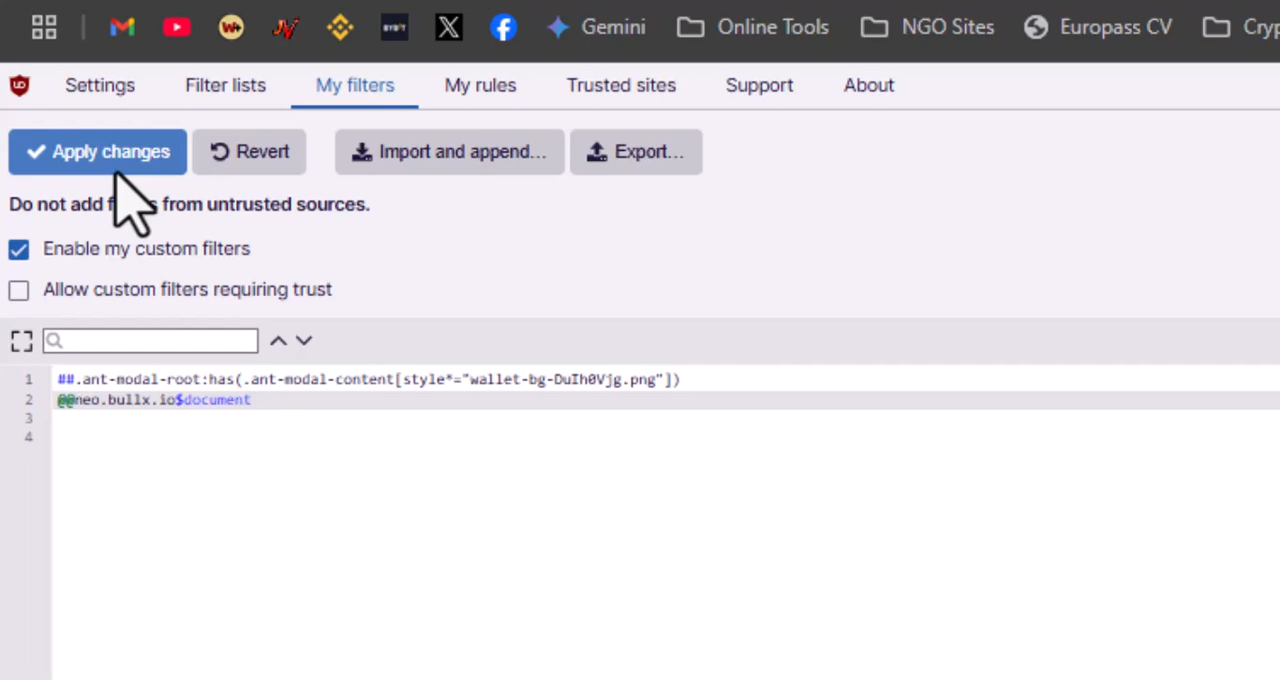 Gemini Online Tools NGO Sites Europass CV
Settings Filter lists My filters My rules Trusted sites Support About
Apply changes Revert Import and append... Export...
Do not add from untrusted sources.
Enable my custom filters
Allow custom filters requiring trust
1 ##.ant-modal-root:has(.ant-modal-content[style*="wallet-bg-DuIh0Vjg.png"])
2 @@neo.bullx.io$document
3
4